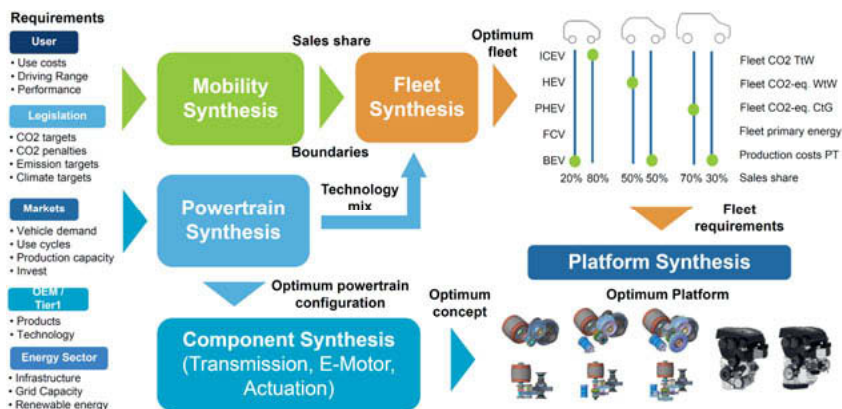 Requirements
User
• Use costs
• Driving Range
• Performance
Legislation
• CO2 targets
• CO2 penalties
• Emission targets
• Climate targets
Markets
• Vehicle demand
• Use cycles
• Production capacity
• Invest
OEM /
Tier1
• Products
• Technology
Energy Sector
• Infrastructure
• Grid Capacity
• Renewable energy
Mobility
Synthesis
Sales share
Boundaries
Fleet
Synthesis
Optimum
fleet
Powertrain
Synthesis
Technology
mix
Optimum powertrain
configuration
Component Synthesis
(Transmission, E-Motor,
Actuation)
Optimum
concept
ICEV
HEV
PHEV
FCV
BEV
20% 80%
50% 50%
70% 30%
Fleet CO2 TtW
Fleet CO2-eq. WtW
Fleet CO2-eq. CtG
Fleet primary energy
Production costs PT
Sales share
Fleet
requirements
Platform Synthesis
Optimum Platform